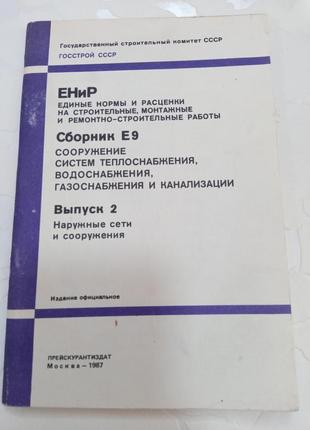 Государственный строительный комитет СССР
ГОССТРОЙ СССР
ЕНиР
ЕДИНЫЕ НОРМЫ И РАСЦЕНКИ
НА СТРОИТЕЛЬНЫЕ, МОНТАЖНЫЕ
И РЕМОНТНО-СТРОИТЕЛЬНЫЕ РАБОТЫ
Сборник Е9
СООРУЖЕНИЕ
СИСТЕМ ТЕПЛОСНАБЖЕНИЯ,
ВОДОСНАБЖЕНИЯ,
ГАЗОСНАБЖЕНИЯ И КАНАЛИЗАЦИИ
Выпуск 2
Наружные сети
и сооружения
Издание официальное
ПРЕЙСКУРАНТИЗДАТ
Москва — 1987